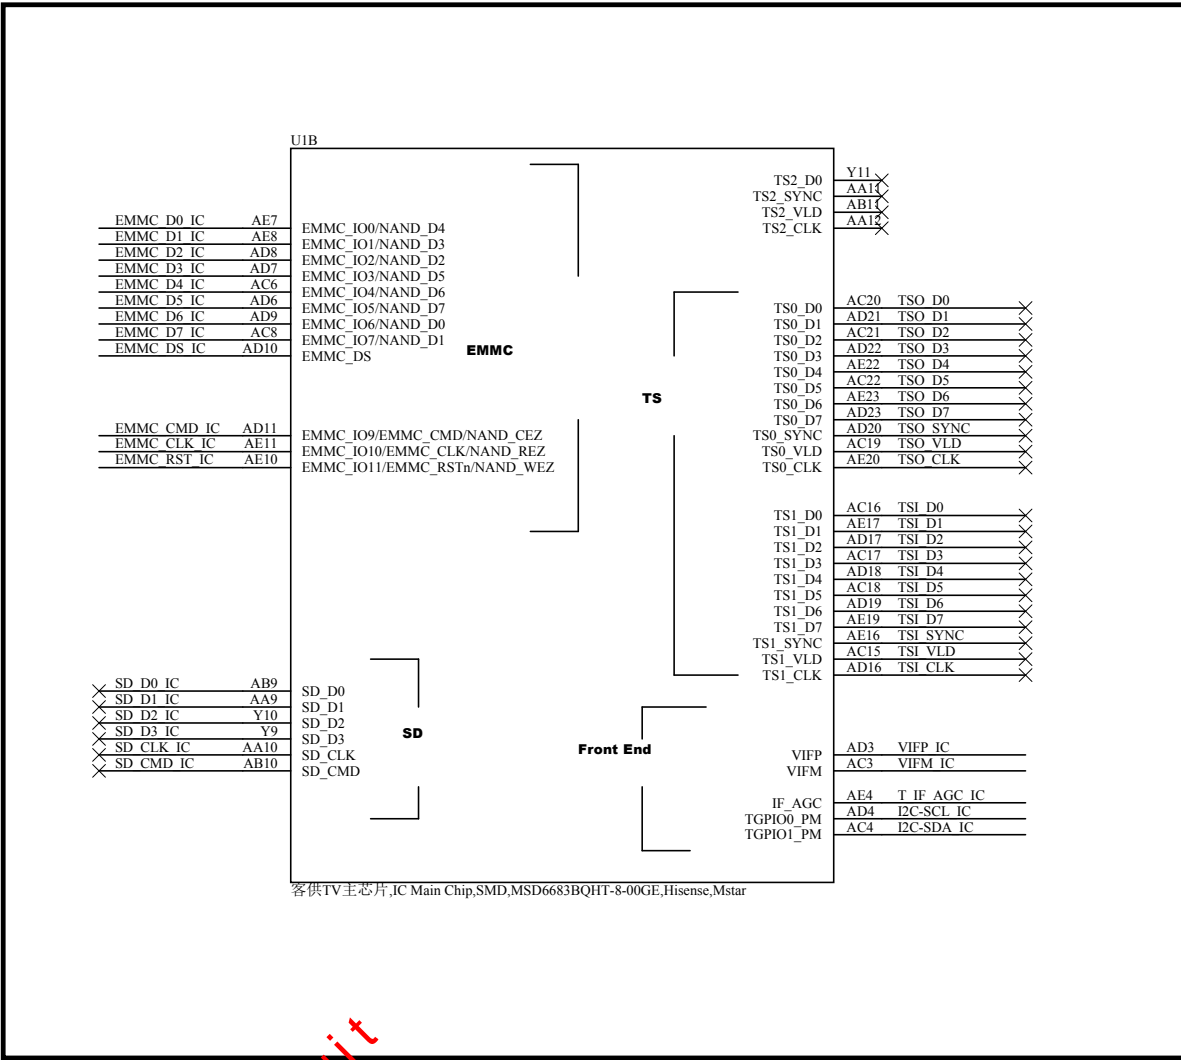 U1B
EMMC_D0_IC AE7 EMMC_IO0/NAND_D4
EMMC_D1_IC AE8 EMMC_IO1/NAND_D3
EMMC_D2_IC AD8 EMMC_IO2/NAND_D2
EMMC_D3_IC AD7 EMMC_IO3/NAND_D5
EMMC_D4_IC AC6 EMMC_IO4/NAND_D6
EMMC_D5_IC AD6 EMMC_IO5/NAND_D7
EMMC_D6_IC AD9 EMMC_IO6/NAND_D0
EMMC_D7_IC AC8 EMMC_IO7/NAND_D1
EMMC_DS_IC AD10 EMMC_DS
EMMC
EMMC_CMD_IC AD11 EMMC_IO9/EMMC_CMD/NAND_CEZ
EMMC_CLK_IC AE11 EMMC_IO10/EMMC_CLK/NAND_REZ
EMMC_RST_IC AE10 EMMC_IO11/EMMC_RSTn/NAND_WEZ
SD_D0_IC AB9 SD_D0
SD_D1_IC AA9 SD_D1
SD_D2_IC Y10 SD_D2
SD_D3_IC Y9 SD_D3
SD_CLK_IC AA10 SD_CLK
SD_CMD_IC AB10 SD_CMD
SD
TS2_D0 Y11
TS2_SYNC AA11
TS2_VLD AB11
TS2_CLK AA12
TS0_D0 AC20 TSO_D0
TS0_D1 AD21 TSO_D1
TS0_D2 AC21 TSO_D2
TS0_D3 AD22 TSO_D3
TS0_D4 AE22 TSO_D4
TS0_D5 AC22 TSO_D5
TS0_D6 AE23 TSO_D6
TS0_D7 AD23 TSO_D7
TS0_SYNC AD20 TSO_SYNC
TS0_VLD AC19 TSO_VLD
TS0_CLK AE20 TSO_CLK
TS
TS1_D0 AC16 TSI_D0
TS1_D1 AE17 TSI_D1
TS1_D2 AD17 TSI_D2
TS1_D3 AC17 TSI_D3
TS1_D4 AD18 TSI_D4
TS1_D5 AC18 TSI_D5
TS1_D6 AD19 TSI_D6
TS1_D7 AE19 TSI_D7
TS1_SYNC AE16 TSI_SYNC
TS1_VLD AC15 TSI_VLD
TS1_CLK AD16 TSI_CLK
Front End
VIFP AD3 VIFP_IC
VIFM AC3 VIFM_IC
IF_AGC AE4 T_IF_AGC_IC
TGPIO0_PM AD4 I2C-SCL_IC
TGPIO1_PM AC4 I2C-SDA_IC
客供TV主芯片,IC Main Chip,SMD,MSD6683BQHT-8-00GE,Hisense,Mstar